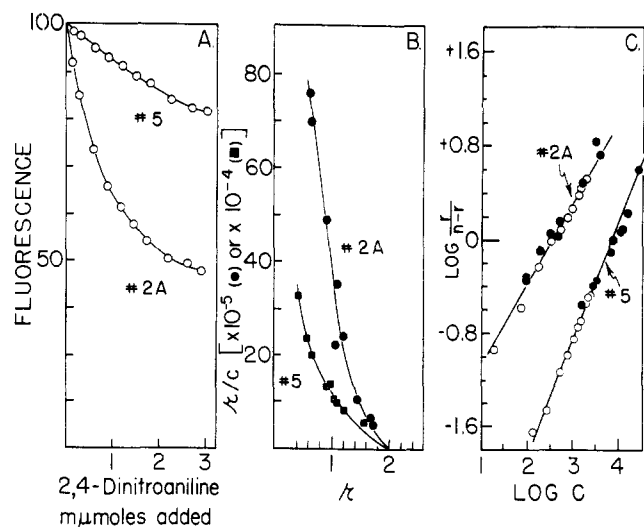 A.
100
50
FLUORESCENCE
#5
#2A
1 2 3
2,4-Dinitroaniline
mμmoles added
B.
80
60
40
20
r/c [×10⁻⁵ (●) or × 10⁻⁴ (■)]
#2A
#5
1 2
r
C.
+1.6
+0.8
0
-0.8
-1.6
LOG r/n-r
#2A
#5
1 2 3 4
LOG C